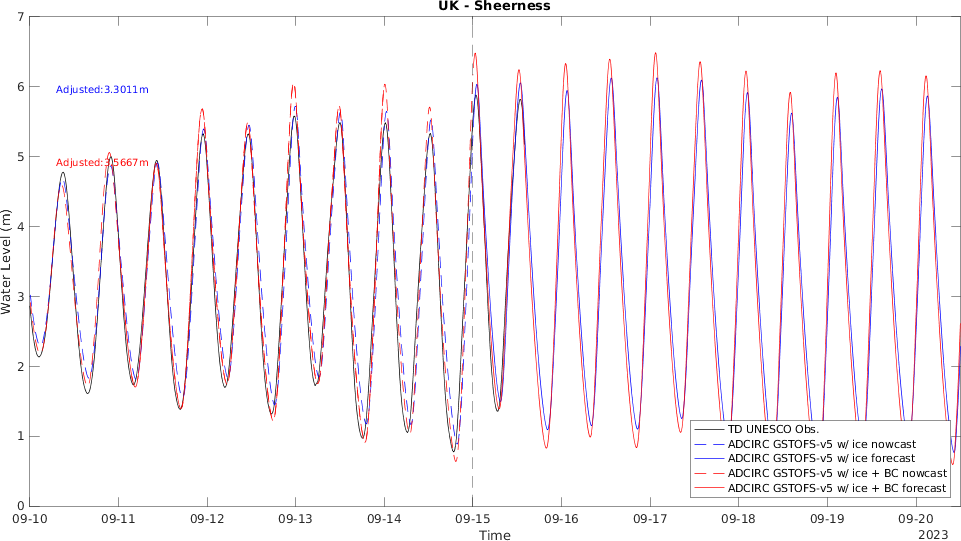 UK - Sheerness
7
6
5
4
3
2
1
0
Water Level (m)
Adjusted:3.3011m
Adjusted:3.5667m
TD UNESCO Obs.
ADCIRC GSTOFS-v5 w/ ice nowcast
ADCIRC GSTOFS-v5 w/ ice forecast
ADCIRC GSTOFS-v5 w/ ice + BC nowcast
ADCIRC GSTOFS-v5 w/ ice + BC forecast
09-10 09-11 09-12 09-13 09-14 09-15 09-16 09-17 09-18 09-19 09-20
Time
2023